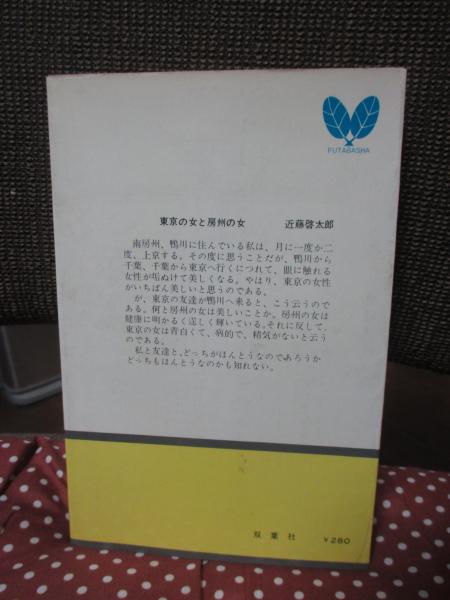 FUTABASHA
東京の女と房州の女 近藤啓太郎
南房州、鴨川に住んでいる私は、月に一度か二
度、上京する。その度に思うことだが、鴨川から
千葉、千葉から東京へ行くにつれて、眼に触れる
女性が垢ぬけて美しくなる。やはり、東京の女性
がいちばん美しいと思うのである。
が、東京の友達が鴨川へ来ると、こう云うので
ある。何と房州の女は美しいことか。房州の女は
健康に明かるく逞しく輝いている。それに反して、
東京の女は青白くて、病的で、精気がないと云う
のである。
私と友達と、どっちがほんとうなのであろうか
どっちもほんとうなのかも知れない。
双葉社
¥280